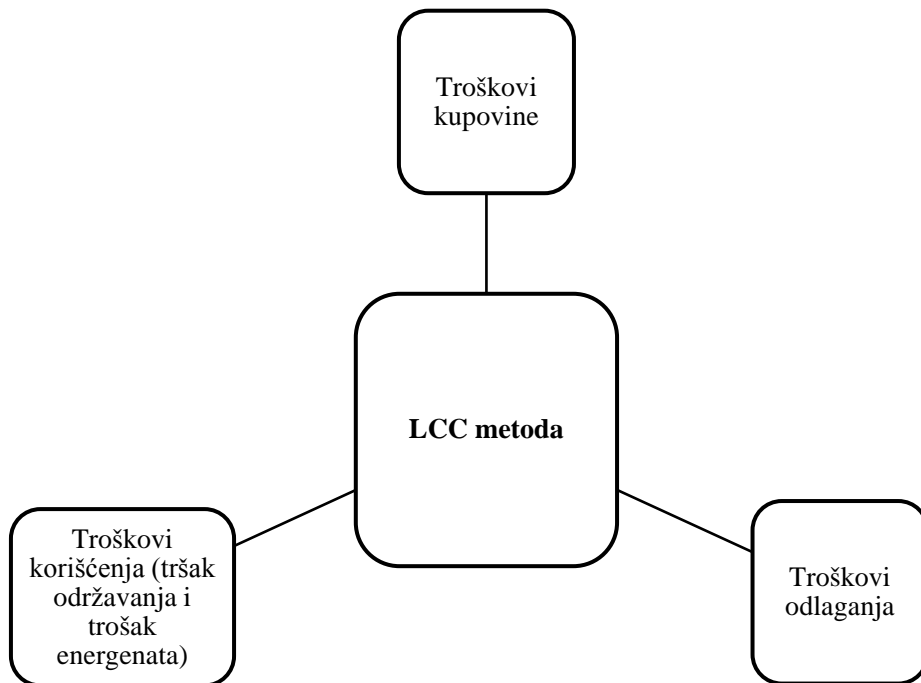 Troškovi
kupovine
LCC metoda
Troškovi
korišćenja (tršak
održavanja i
trošak
energenata)
Troškovi
odlaganja